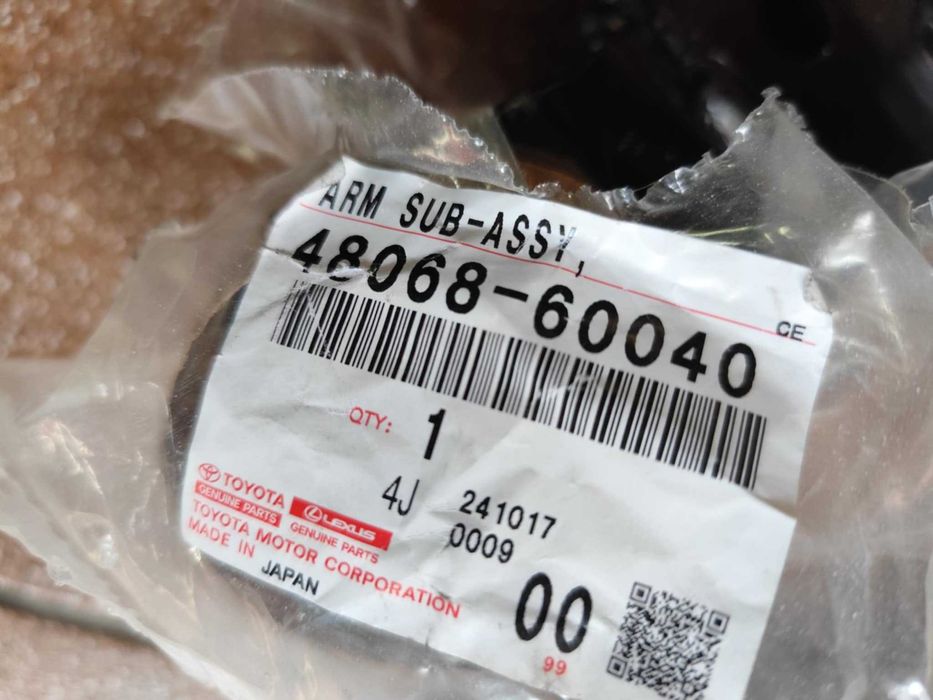 ARM SUB-ASSY,
CE
48068-60040
QTY: 1
4J 241017
0009
TOYOTA
GENUINE PARTS
LEXUS
GENUINE PARTS
TOYOTA MOTOR CORPORATION
MADE IN
JAPAN
00
99